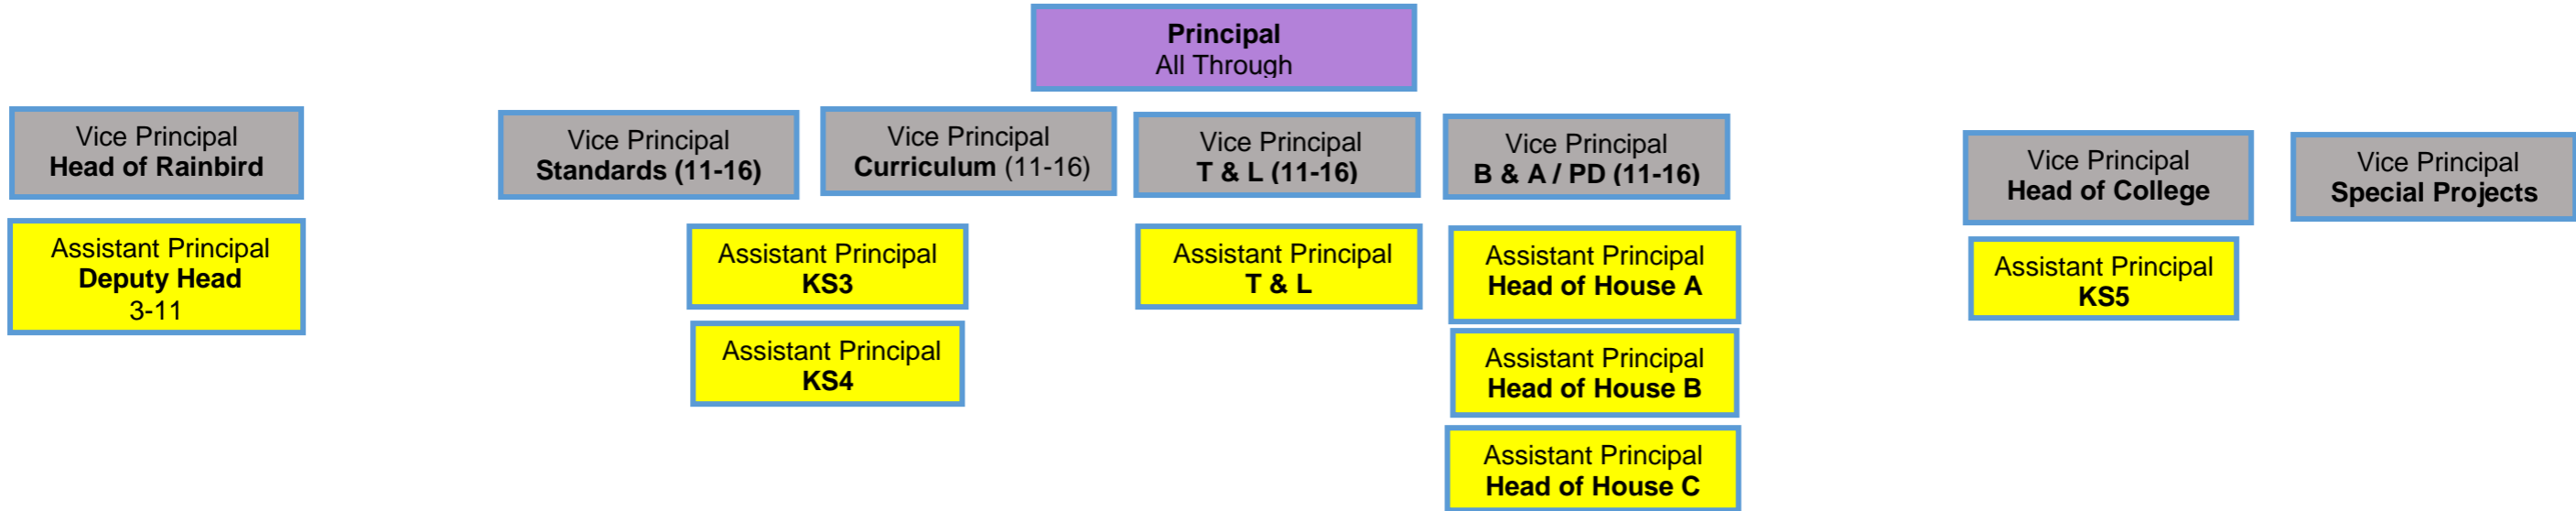 Principal
All Through
Vice Principal
Head of Rainbird
Vice Principal
Standards (11-16)
Vice Principal
Curriculum (11-16)
Vice Principal
T & L (11-16)
Vice Principal
B & A / PD (11-16)
Vice Principal
Head of College
Vice Principal
Special Projects
Assistant Principal
Deputy Head
3-11
Assistant Principal
KS3
Assistant Principal
T & L
Assistant Principal
Head of House A
Assistant Principal
KS5
Assistant Principal
KS4
Assistant Principal
Head of House B
Assistant Principal
Head of House C